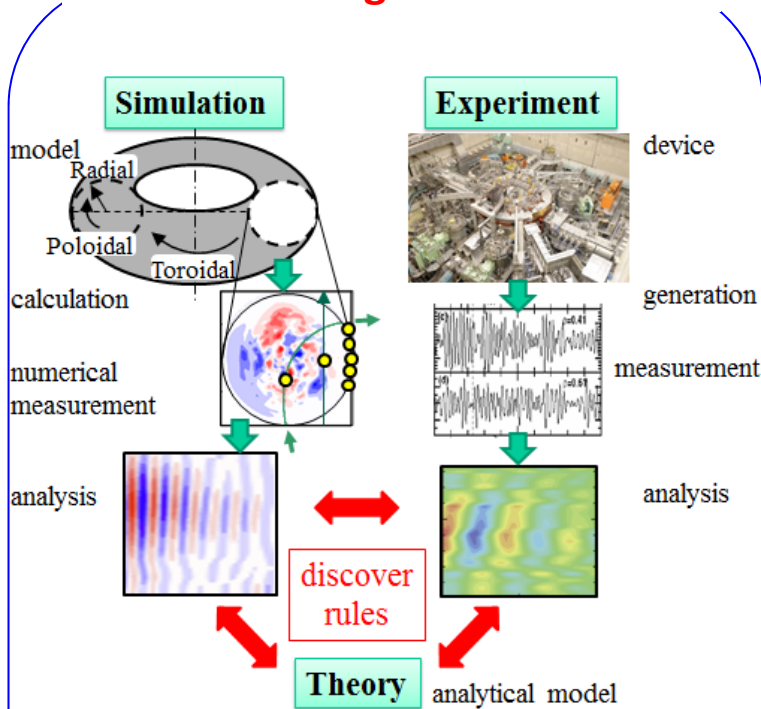 Simulation
Experiment
model
device
Radial
Poloidal
Toroidal
calculation
generation
numerical
measurement
measurement
analysis
analysis
discover
rules
Theory
analytical model